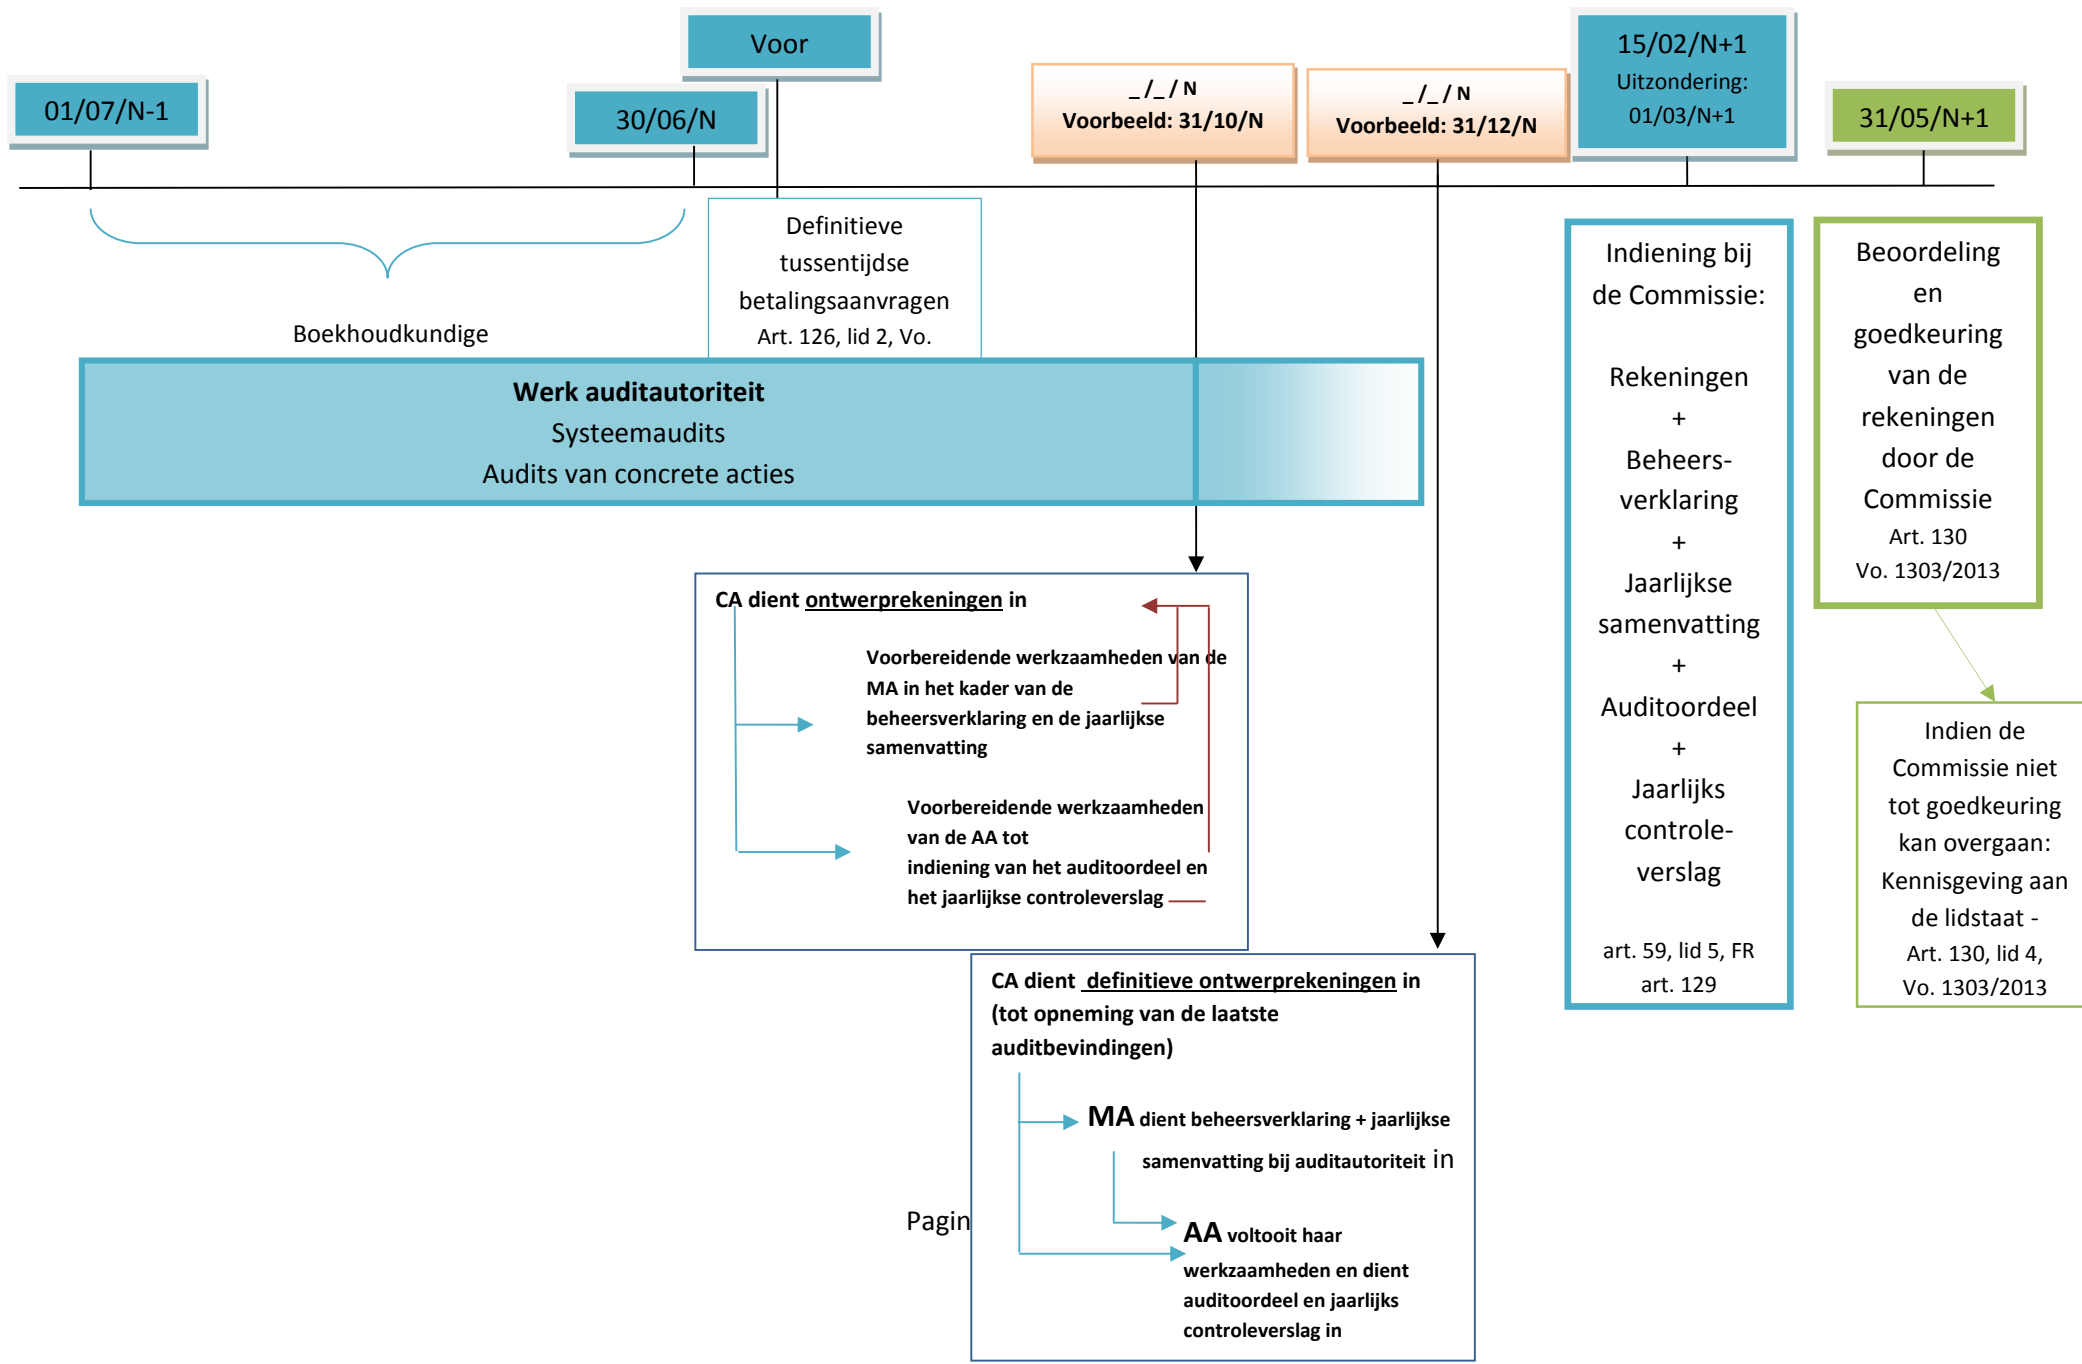 01/07/N-1
30/06/N
Voor
_ /_ / N
Voorbeeld: 31/10/N
_ /_ / N
Voorbeeld: 31/12/N
15/02/N+1
Uitzondering:
01/03/N+1
31/05/N+1
Boekhoudkundige
Definitieve
tussentijdse
betalingsaanvragen
Art. 126, lid 2, Vo.
Werk auditautoriteit
Systeemaudits
Audits van concrete acties
CA dient ontwerprekeningen in
Voorbereidende werkzaamheden van de
MA in het kader van de
beheersverklaring en de jaarlijkse
samenvatting
Voorbereidende werkzaamheden
van de AA tot
indiening van het auditoordeel en
het jaarlijkse controleverslag
CA dient definitieve ontwerprekeningen in
(tot opneming van de laatste
auditbevindingen)
MA dient beheersverklaring + jaarlijkse
samenvatting bij auditautoriteit in
AA voltooit haar
werkzaamheden en dient
auditoordeel en jaarlijks
controleverslag in
Pagin
Indiening bij
de Commissie:
Rekeningen
+
Beheers-
verklaring
+
Jaarlijkse
samenvatting
+
Auditoordeel
+
Jaarlijks
controle-
verslag
art. 59, lid 5, FR
art. 129
Beoordeling
en
goedkeuring
van de
rekeningen
door de
Commissie
Art. 130
Vo. 1303/2013
Indien de
Commissie niet
tot goedkeuring
kan overgaan:
Kennisgeving aan
de lidstaat -
Art. 130, lid 4,
Vo. 1303/2013